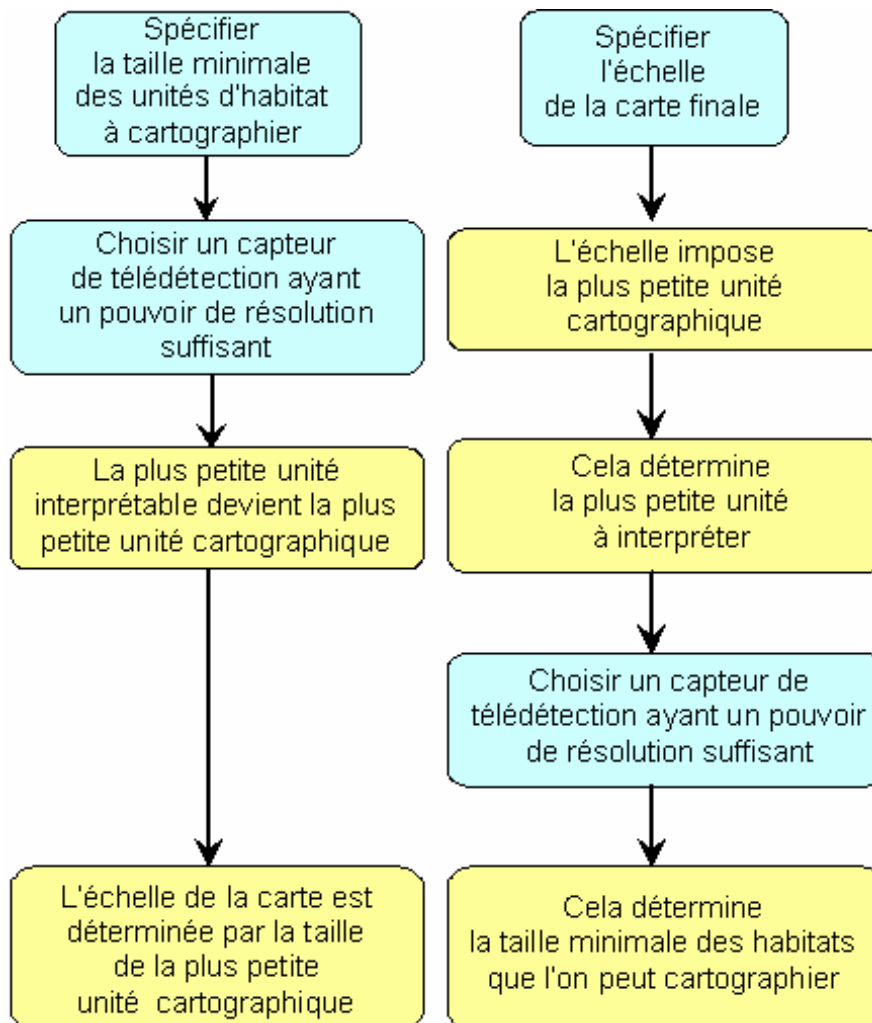 Spécifier
la taille minimale
des unités d'habitat
à cartographier
Choisir un capteur
de télédétection ayant
un pouvoir de résolution
suffisant
La plus petite unité
interprétable devient la plus
petite unité cartographique
L'échelle de la carte est
déterminée par la taille
de la plus petite
unité cartographique
Spécifier
l'échelle
de la carte finale
L'échelle impose
la plus petite unité
cartographique
Cela détermine
la plus petite unité
à interpréter
Choisir un capteur de
télédétection ayant un pouvoir
de résolution suffisant
Cela détermine
la taille minimale des habitats
que l'on peut cartographier